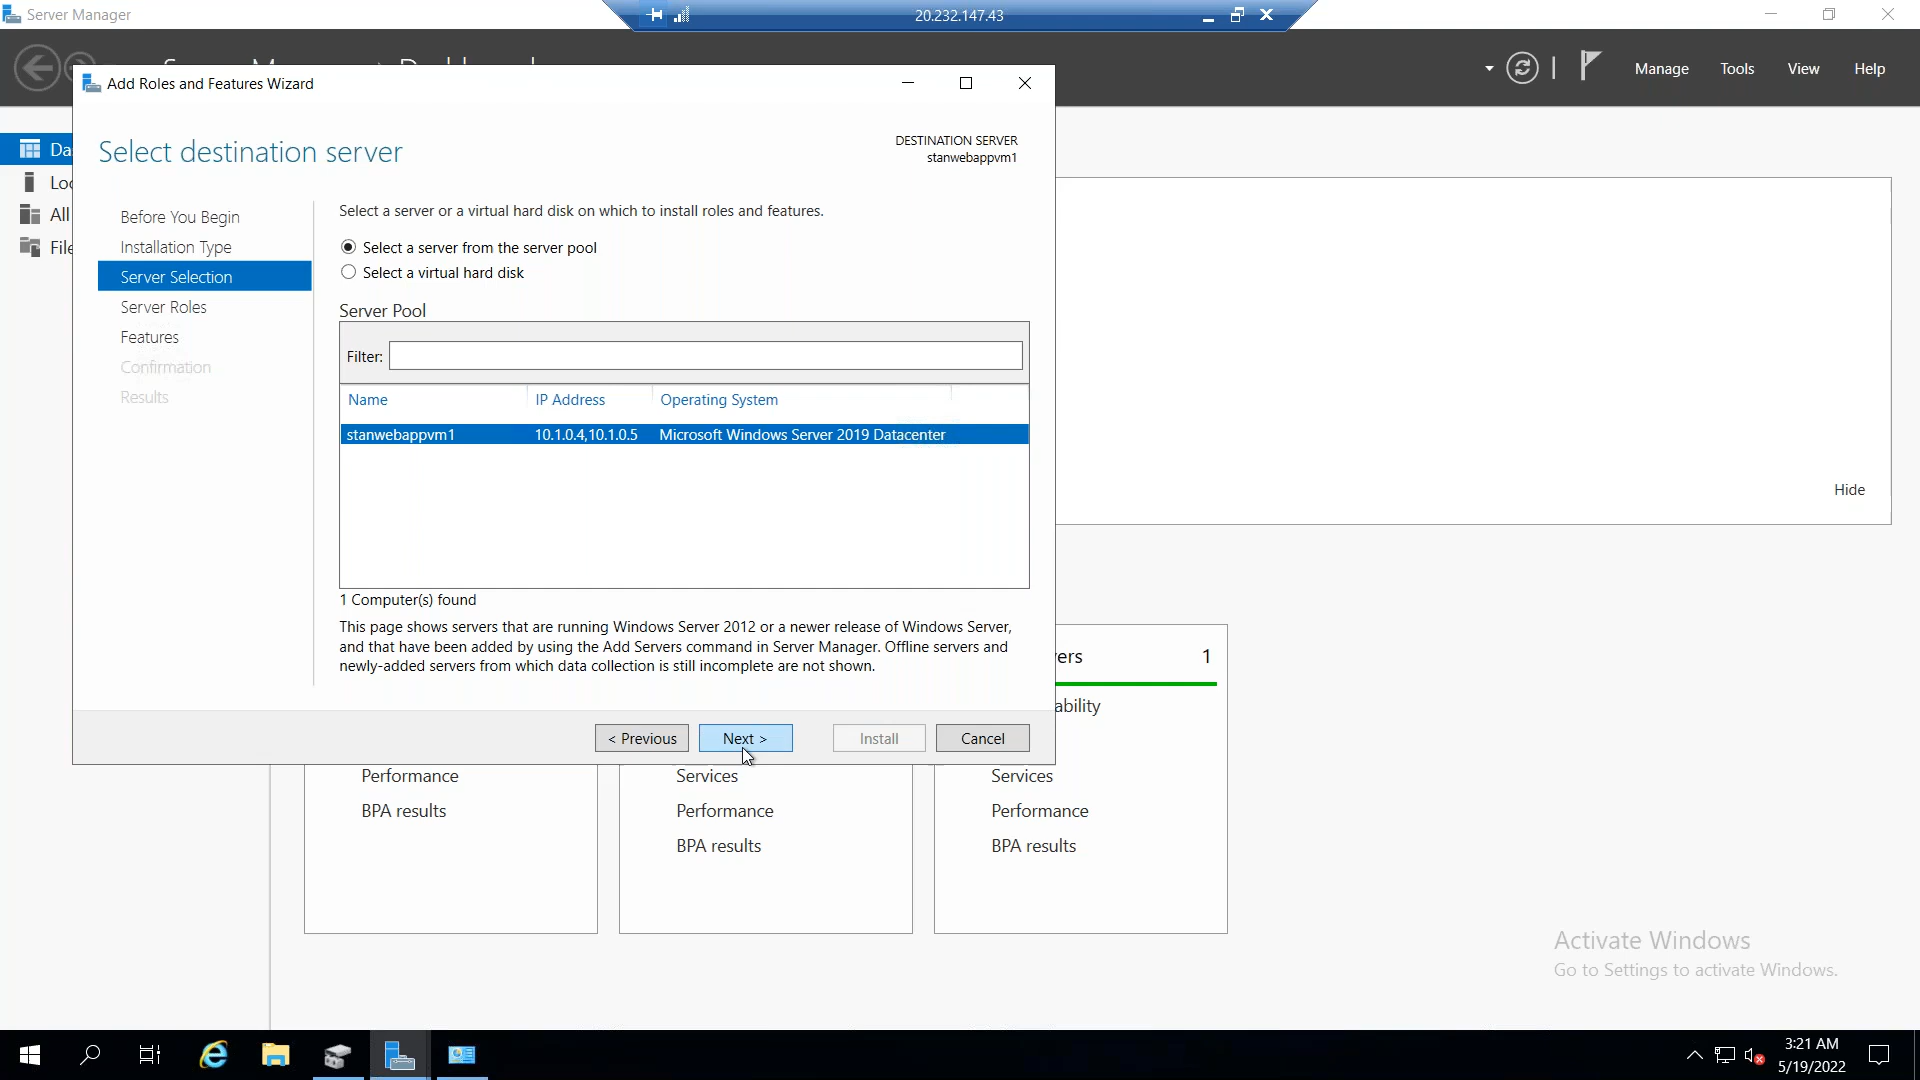 Server Manager
20.232.147.43
Manage
Tools
View
Help
Add Roles and Features Wizard
Select destination server
DESTINATION SERVER
stanwebappvm1
Before You Begin
Installation Type
Server Selection
Server Roles
Features
Confirmation
Results
Select a server or a virtual hard disk on which to install roles and features.
Select a server from the server pool
Select a virtual hard disk
Server Pool
Filter:
Name IP Address Operating System
stanwebappvm1 10.1.0.4,10.1.0.5 Microsoft Windows Server 2019 Datacenter
1 Computer(s) found
This page shows servers that are running Windows Server 2012 or a newer release of Windows Server,
and that have been added by using the Add Servers command in Server Manager. Offline servers and
newly-added servers from which data collection is still incomplete are not shown.
< Previous
Next >
Install
Cancel
Da
Loc
All
File
Hide
ers 1
ability
Performance
BPA results
Services
Performance
BPA results
Services
Performance
BPA results
Activate Windows
Go to Settings to activate Windows.
3:21 AM
5/19/2022